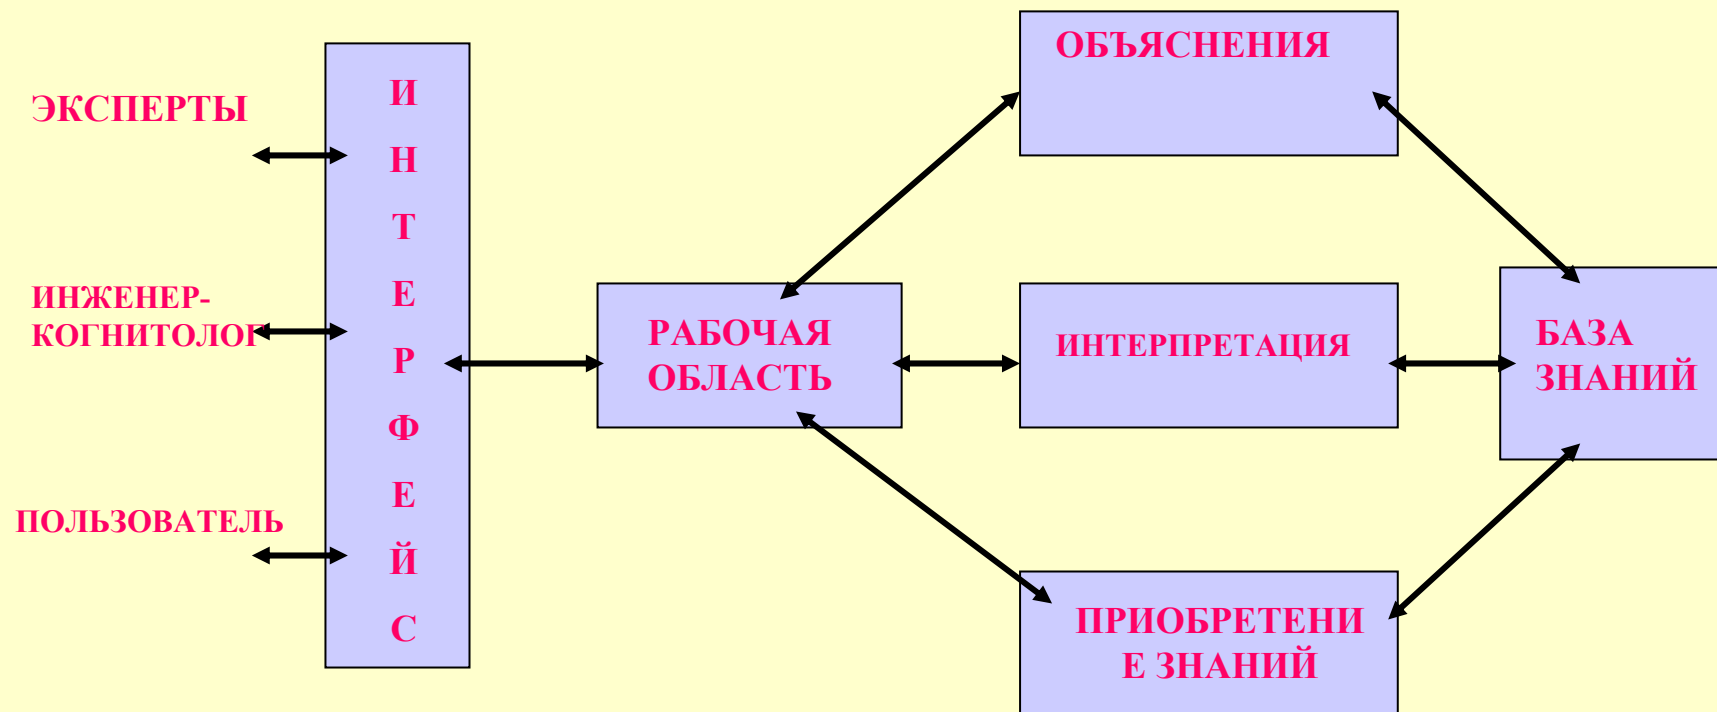 ЭКСПЕРТЫ
ИНЖЕНЕР-
КОГНИТОЛОГ
ПОЛЬЗОВАТЕЛЬ
И
Н
Т
Е
Р
Ф
Е
Й
С
РАБОЧАЯ
ОБЛАСТЬ
ОБЪЯСНЕНИЯ
ИНТЕРПРЕТАЦИЯ
ПРИОБРЕТЕНИ
Е ЗНАНИЙ
БАЗА
ЗНАНИЙ